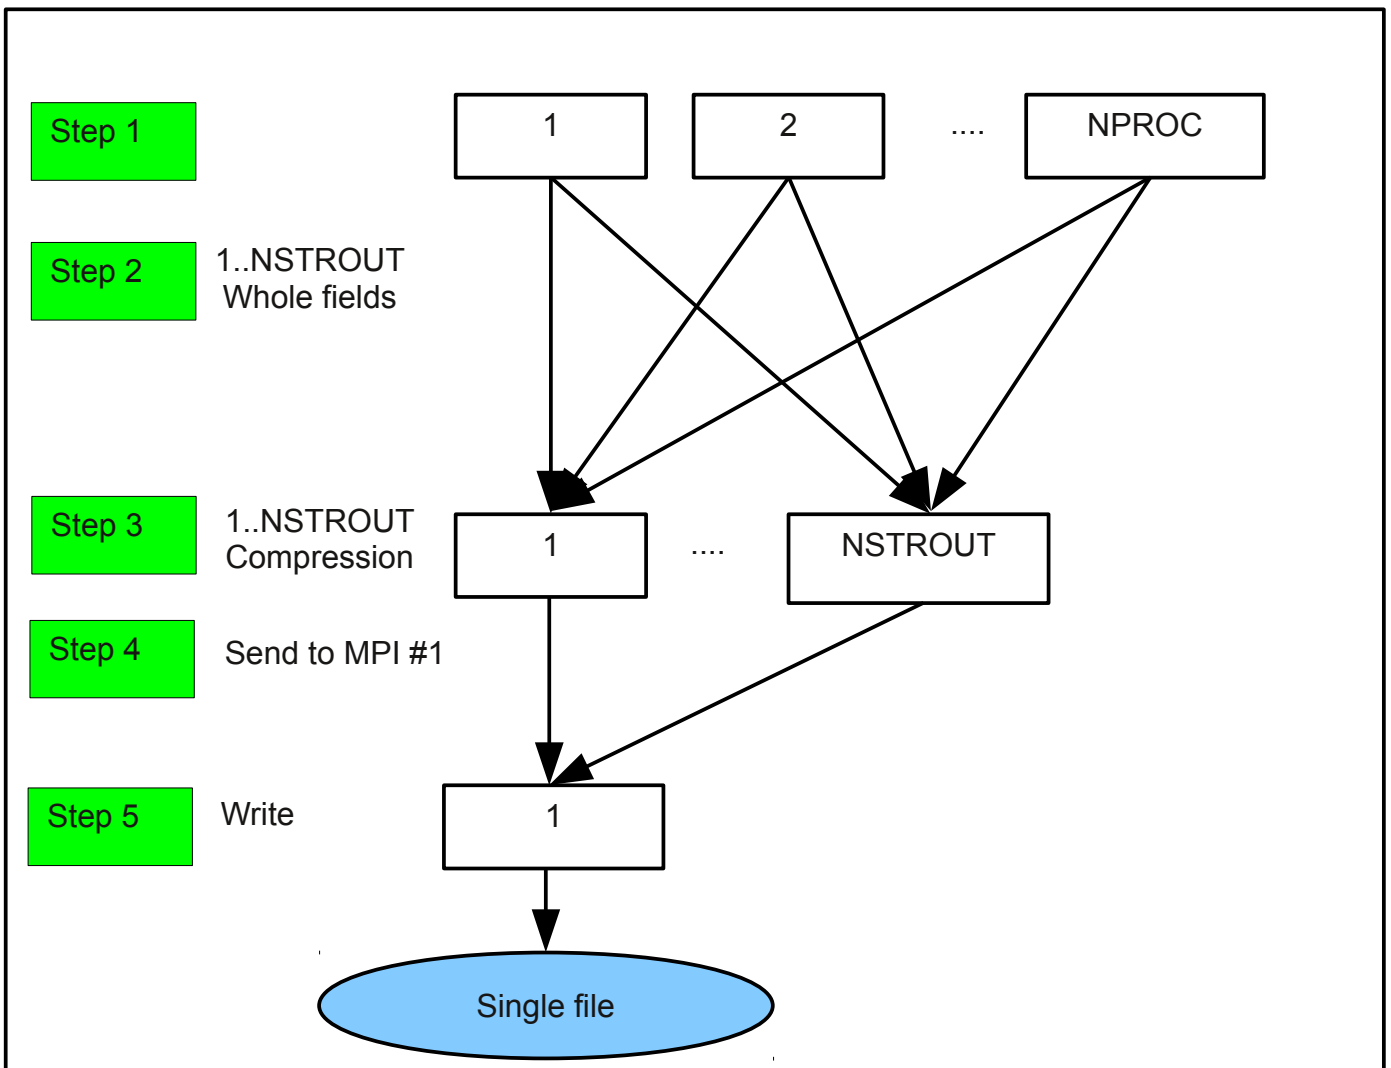 Step 1
1
2
....
NPROC
Step 2
1..NSTROUT
Whole fields
Step 3
1..NSTROUT
Compression
1
....
NSTROUT
Step 4
Send to MPI #1
Step 5
Write
1
Single file